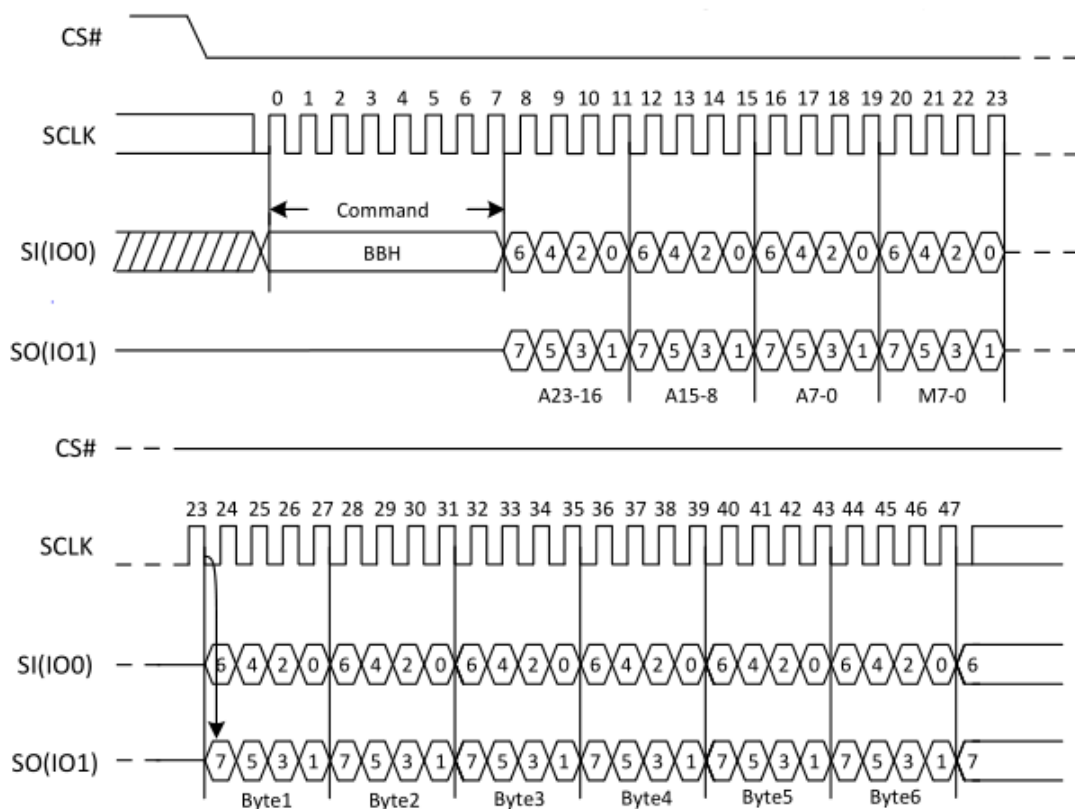 CS#
0 1 2 3 4 5 6 7 8 9 10 11 12 13 14 15 16 17 18 19 20 21 22 23
SCLK
Command
SI(IO0) BBH 6 4 2 0 6 4 2 0 6 4 2 0 6 4 2 0
SO(IO1) 7 5 3 1 7 5 3 1 7 5 3 1 7 5 3 1
A23-16 A15-8 A7-0 M7-0
CS#
23 24 25 26 27 28 29 30 31 32 33 34 35 36 37 38 39 40 41 42 43 44 45 46 47
SCLK
SI(IO0) 6 4 2 0 6 4 2 0 6 4 2 0 6 4 2 0 6 4 2 0 6 4 2 0 6
SO(IO1) 7 5 3 1 7 5 3 1 7 5 3 1 7 5 3 1 7 5 3 1 7 5 3 1 7
Byte1 Byte2 Byte3 Byte4 Byte5 Byte6